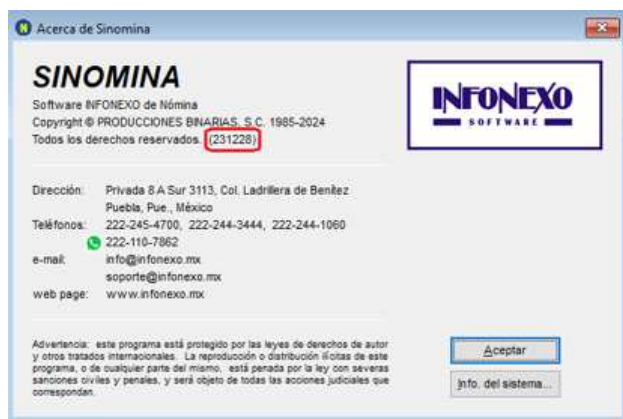 Acerca de Sinomina
SINOMINA
Software INFONEXO de Nómina
Copyright © PRODUCCIONES BINARIAS, S.C. 1985-2024
Todos los derechos reservados. (231228)
INFONEXO
SOFTWARE
Dirección: Privada 8 A Sur 3113, Col. Ladrillera de Benítez
Puebla, Pue., México
Teléfonos: 222-245-4700, 222-244-3444, 222-244-1060
222-110-7862
e-mail: info@infonexo.mx
soporte@infonexo.mx
web page: www.infonexo.mx
Advertencia: este programa está protegido por las leyes de derechos de autor
y otros tratados internacionales. La reproducción o distribución ilícitas de este
programa, o de cualquier parte del mismo, está penada por la ley con severas
sanciones civiles y penales, y será objeto de todas las acciones judiciales que
correspondan.
Aceptar
Info. del sistema...